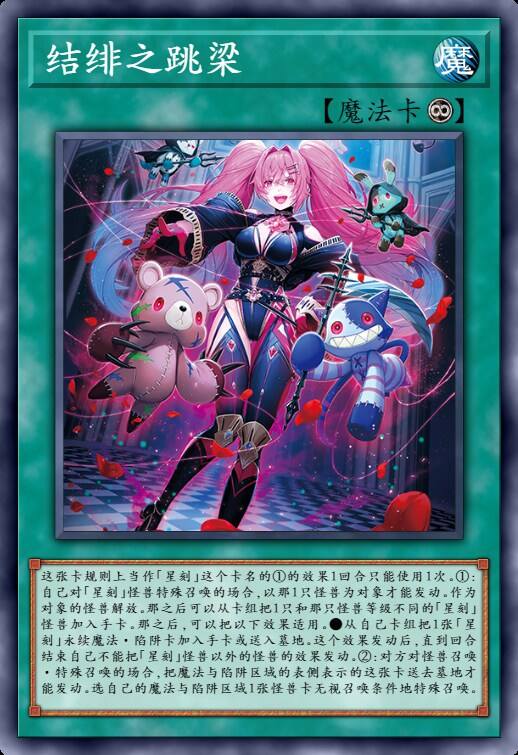 结绯之跳梁
魔
【魔法卡】
这张卡规则上当作「星刻」这个卡名的①的效果1回合只能使用1次。①:
自己对「星刻」怪兽特殊召唤的场合,以那1只怪兽为对象才能发动。作为
对象的怪兽解放。那之后可以从卡组把1只和那只怪兽等级不同的「星刻」
怪兽加入手卡。那之后,可以把以下效果适用。●从自己卡组把1张「星
刻」永续魔法・陷阱卡加入手卡或送入墓地。这个效果发动后,直到回合
结束自己不能把「星刻」怪兽以外的怪兽的效果发动。②:对方对怪兽召唤
・特殊召唤的场合,把魔法与陷阱区域的表侧表示的这张卡送去墓地才
能发动。选自己的魔法与陷阱区域1张怪兽卡无视召唤条件地特殊召唤。